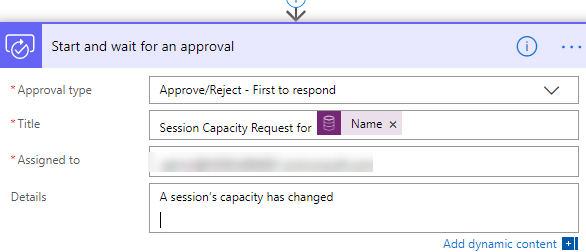 Start and wait for an approval
* Approval type
Approve/Reject - First to respond
* Title
Session Capacity Request for Name ×
* Assigned to
Details
A session's capacity has changed
Add dynamic content